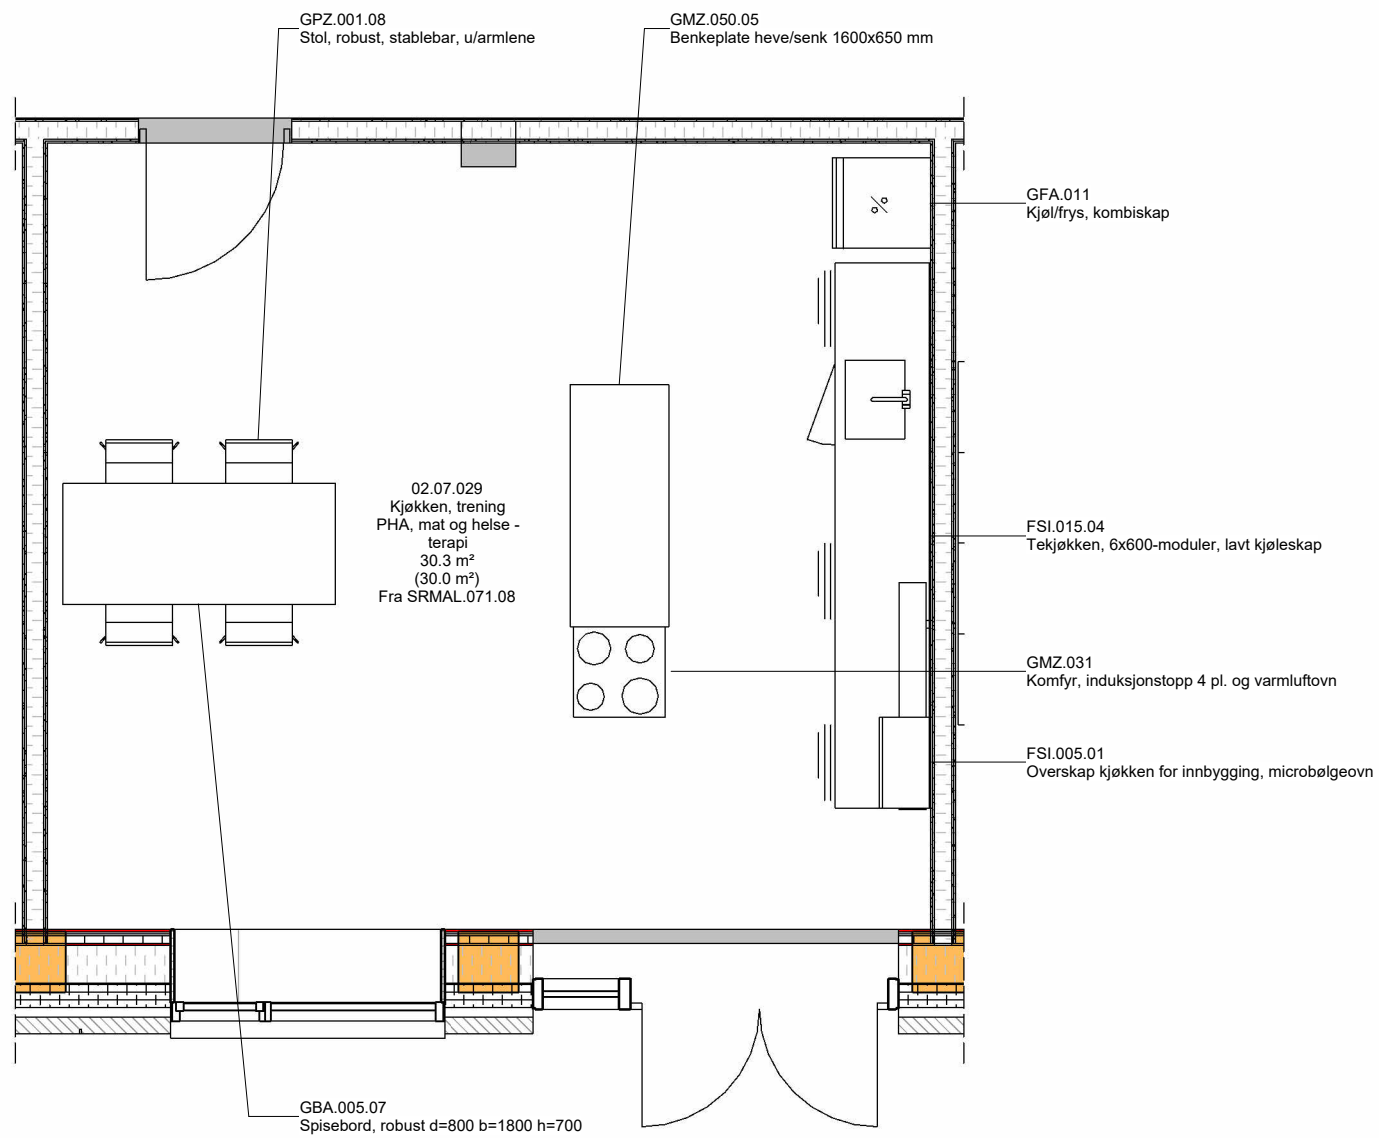 GPZ.001.08
Stol, robust, stablebar, u/armlene
GMZ.050.05
Benkeplate heve/senk 1600x650 mm
GFA.011
Kjøl/frys, kombiskap
02.07.029
Kjøkken, trening
PHA, mat og helse -
terapi
30.3 m²
(30.0 m²)
Fra SRMAL.071.08
FSI.015.04
Tekjøkken, 6x600-moduler, lavt kjøleskap
GMZ.031
Komfyr, induksjonstopp 4 pl. og varmluftovn
FSI.005.01
Overskap kjøkken for innbygging, microbølgeovn
GBA.005.07
Spisebord, robust d=800 b=1800 h=700